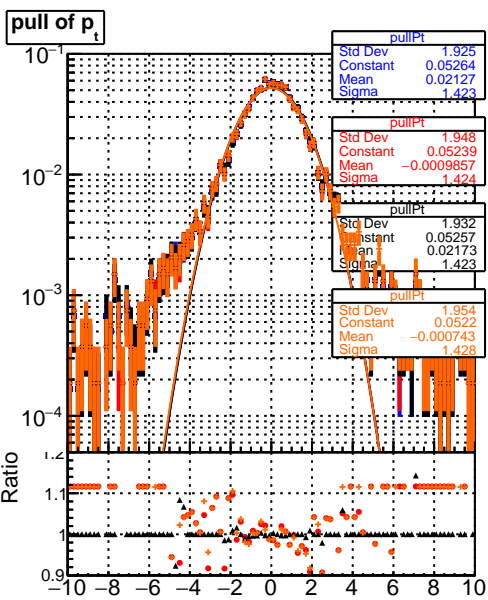 pull of p_t
pullPt
Std Dev 1.925
Constant 0.05264
Mean 0.02127
Sigma 1.423
pullPt
Std Dev 1.948
Constant 0.05239
Mean −0.0009857
Sigma 1.424
pullPt
Std Dev 1.932
Constant 0.05257
Mean 0.02173
Sigma 1.423
pullPt
Std Dev 1.954
Constant 0.0522
Mean −0.000743
Sigma 1.428
10^−1
10^−2
10^−3
10^−4
Ratio
1.2
1.1
1
0.9
−10 −8 −6 −4 −2 0 2 4 6 8 10